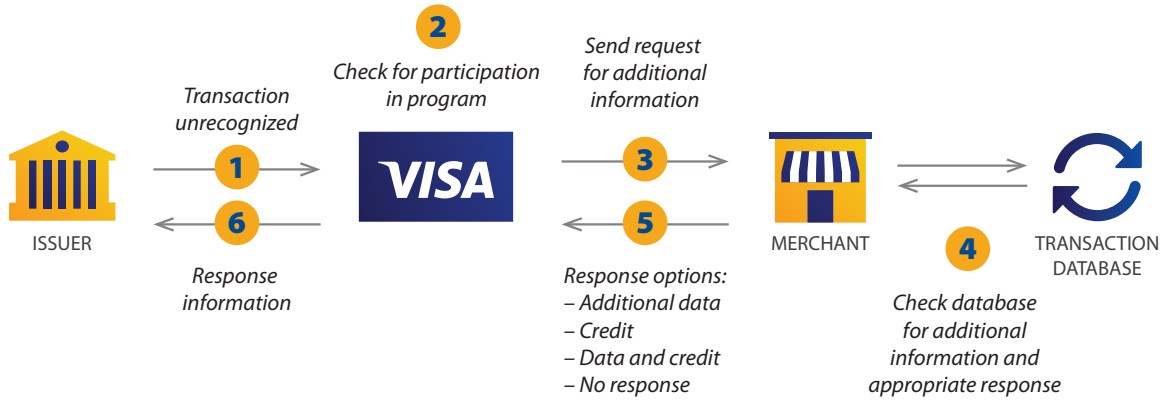 2
Check for participation
in program
Send request
for additional
information
Transaction
unrecognized
1
VISA
3
6
5
ISSUER
MERCHANT
4
TRANSACTION
DATABASE
Response
information
Response options:
– Additional data
– Credit
– Data and credit
– No response
Check database
for additional
information and
appropriate response